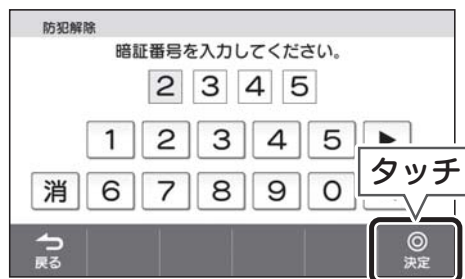 防犯解除
暗証番号を入力してください。
2 3 4 5
1 2 3 4 5 ▶
タッチ
消 6 7 8 9 0
戻る
◎
決定